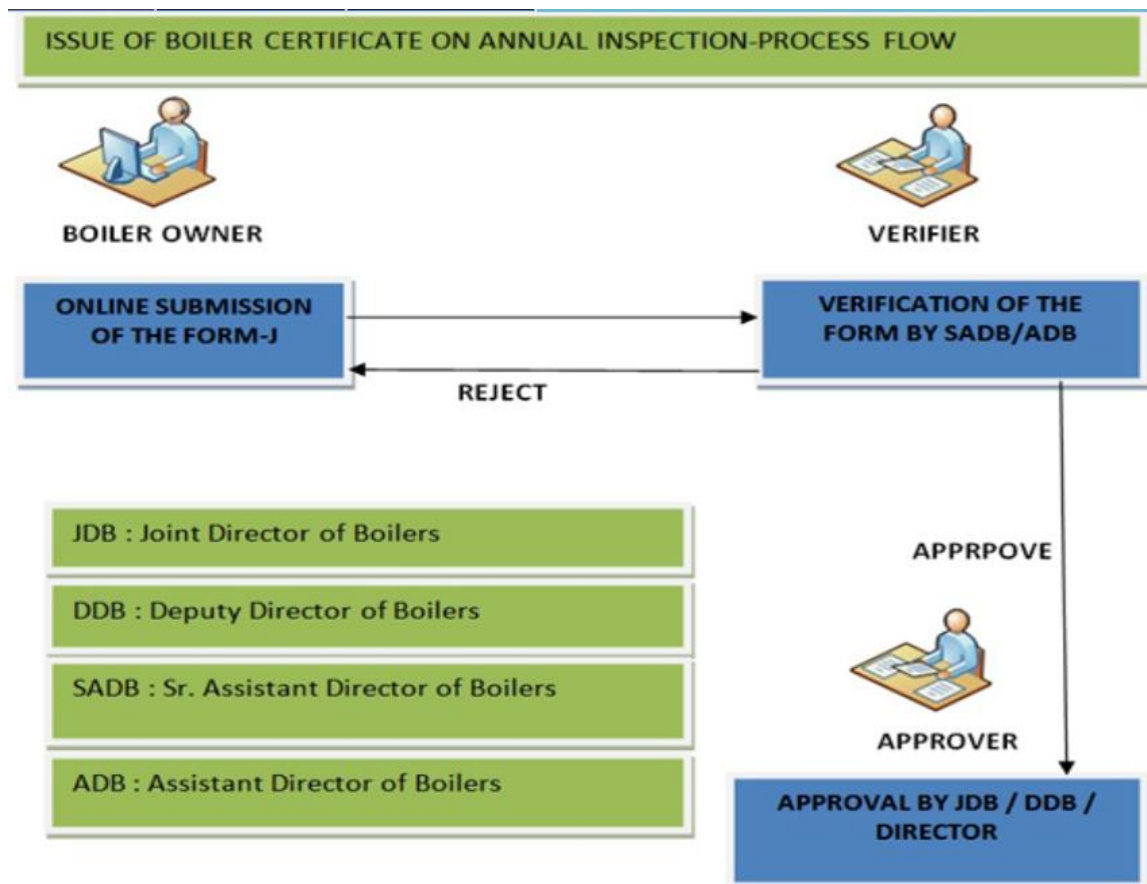 ISSUE OF BOILER CERTIFICATE ON ANNUAL INSPECTION-PROCESS FLOW
BOILER OWNER
VERIFIER
ONLINE SUBMISSION
OF THE FORM-J
VERIFICATION OF THE
FORM BY SADB/ADB
REJECT
JDB : Joint Director of Boilers
DDB : Deputy Director of Boilers
SADB : Sr. Assistant Director of Boilers
ADB : Assistant Director of Boilers
APPRPOVE
APPROVER
APPROVAL BY JDB / DDB /
DIRECTOR